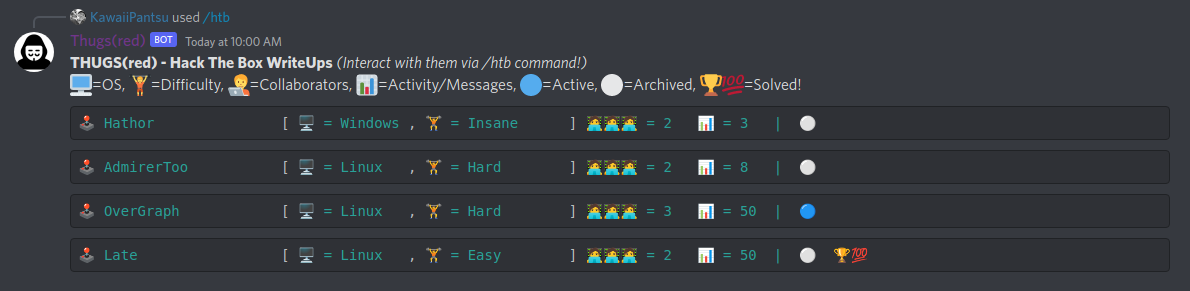 KawaiiPantsu used /htb
Thugs(red) BOT Today at 10:00 AM
THUGS(red) - Hack The Box WriteUps (Interact with them via /htb command!)
🖥️=OS, 🏋️=Difficulty, 🧑‍💻=Collaborators, 📊=Activity/Messages, 🔵=Active, ⚪=Archived, 🏆💯=Solved!
🕹️ Hathor [ 🖥️ = Windows , 🏋️ = Insane ] 🧑‍💻🧑‍💻🧑‍💻 = 2 📊 = 3 | ⚪
🕹️ AdmirerToo [ 🖥️ = Linux , 🏋️ = Hard ] 🧑‍💻🧑‍💻🧑‍💻 = 2 📊 = 8 | ⚪
🕹️ OverGraph [ 🖥️ = Linux , 🏋️ = Hard ] 🧑‍💻🧑‍💻🧑‍💻 = 3 📊 = 50 | 🔵
🕹️ Late [ 🖥️ = Linux , 🏋️ = Easy ] 🧑‍💻🧑‍💻🧑‍💻 = 2 📊 = 50 | ⚪ 🏆💯